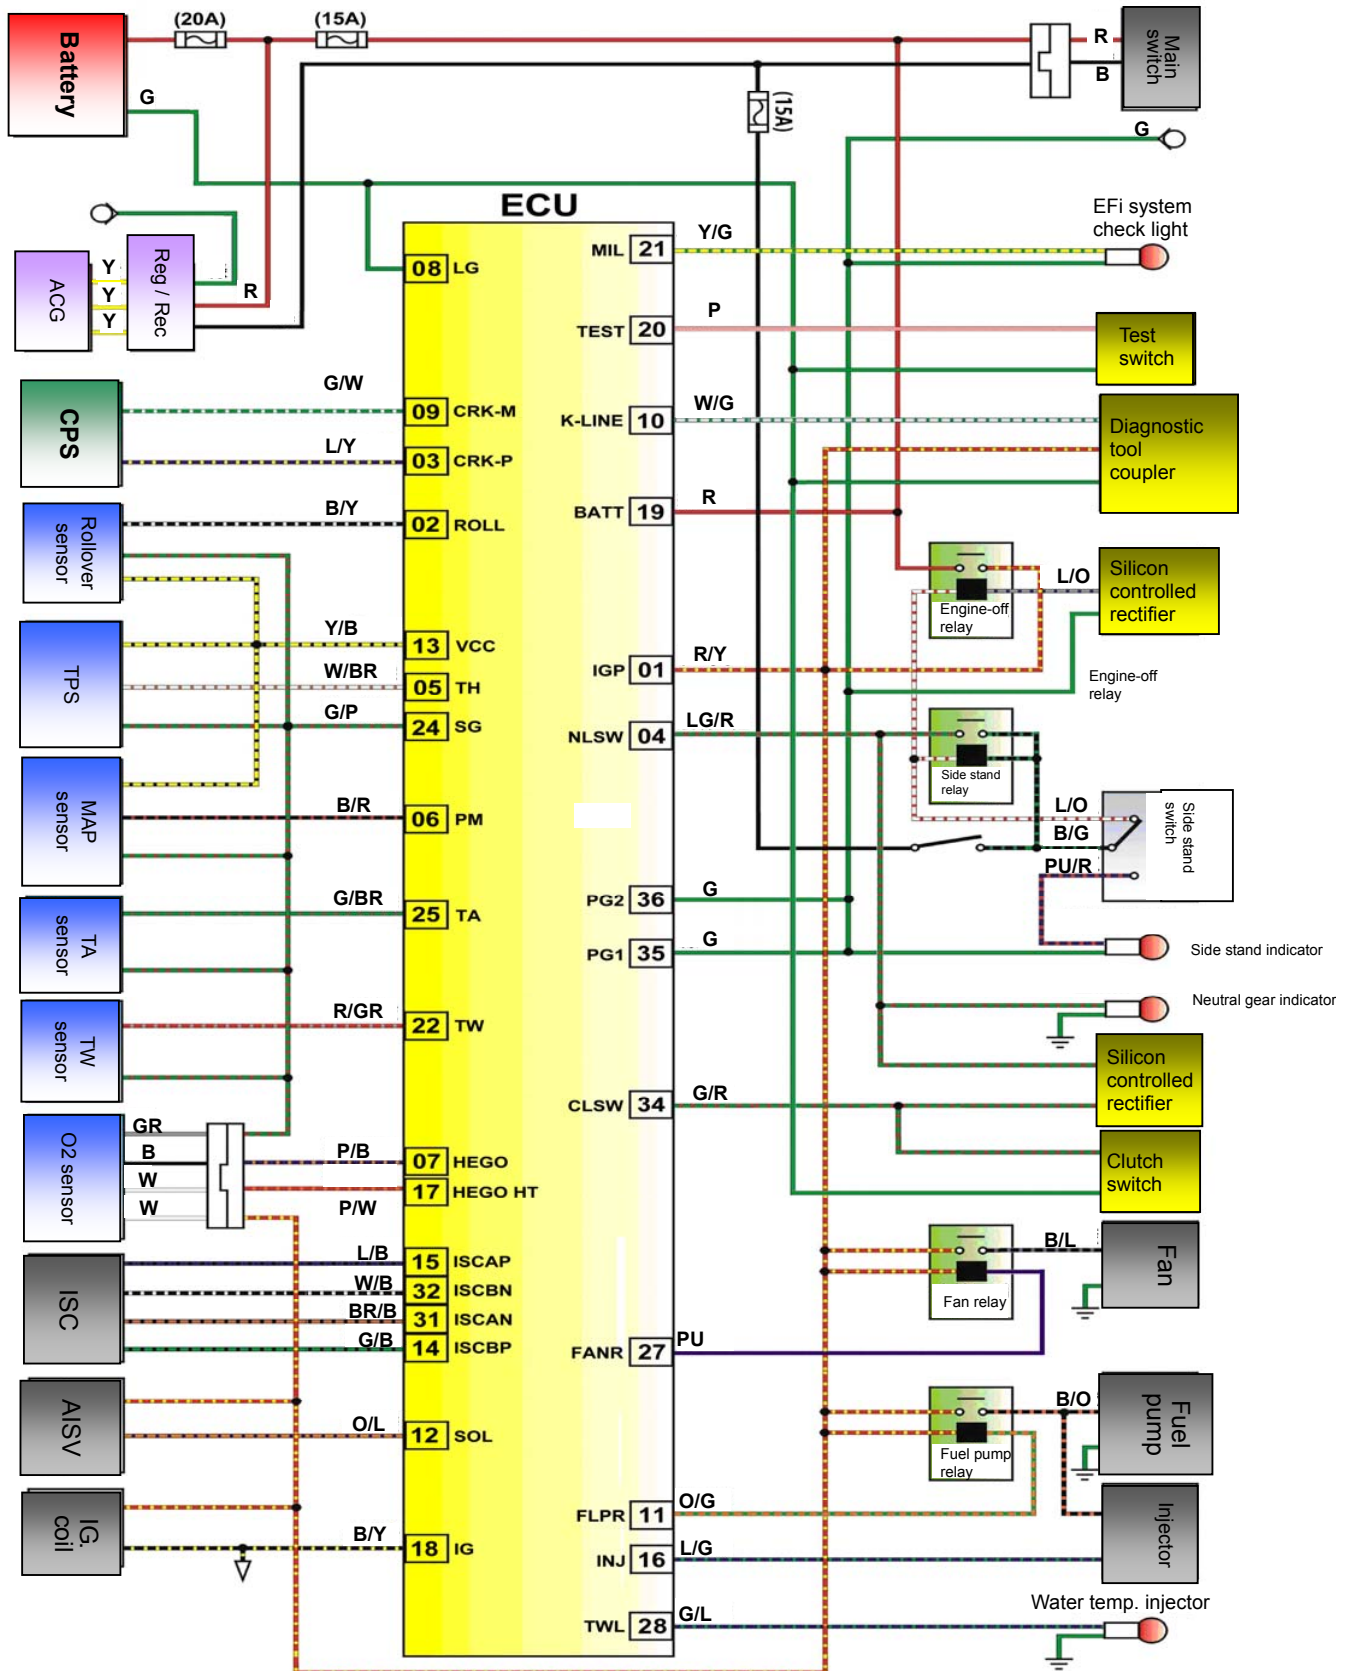 (20A)
(15A)
Battery
R
Main
switch
B
G
(15A)
G
ECU
EFi system
check light
MIL 21 Y/G
08 LG
Y
Y
Y
ACG
Reg / Rec
R
TEST 20 P
Test
switch
CPS
G/W
09 CRK-M
L/Y
03 CRK-P
K-LINE 10 W/G
Diagnostic
tool
coupler
Rollover
sensor
B/Y
02 ROLL
BATT 19 R
Engine-off
relay
L/O
Silicon
controlled
rectifier
TPS
Y/B
13 VCC
W/BR
05 TH
G/P
24 SG
IGP 01 R/Y
Engine-off
relay
NLSW 04 LG/R
Side stand
relay
MAP
sensor
B/R
06 PM
L/O
B/G
PU/R
Side stand
switch
TA
sensor
G/BR
25 TA
PG2 36 G
PG1 35 G
Side stand indicator
TW
sensor
R/GR
22 TW
Neutral gear indicator
Silicon
controlled
rectifier
CLSW 34 G/R
O2 sensor
GR
B
W
W
P/B
07 HEGO
17 HEGO HT
P/W
Clutch
switch
ISC
L/B
15 ISCAP
W/B
32 ISCBN
BR/B
31 ISCAN
G/B
14 ISCBP
Fan relay
B/L
Fan
FANR 27 PU
AISV
O/L
12 SOL
Fuel pump
relay
B/O
Fuel
pump
IG.
coil
B/Y
18 IG
FLPR 11 O/G
Injector
INJ 16 L/G
Water temp. injector
TWL 28 G/L